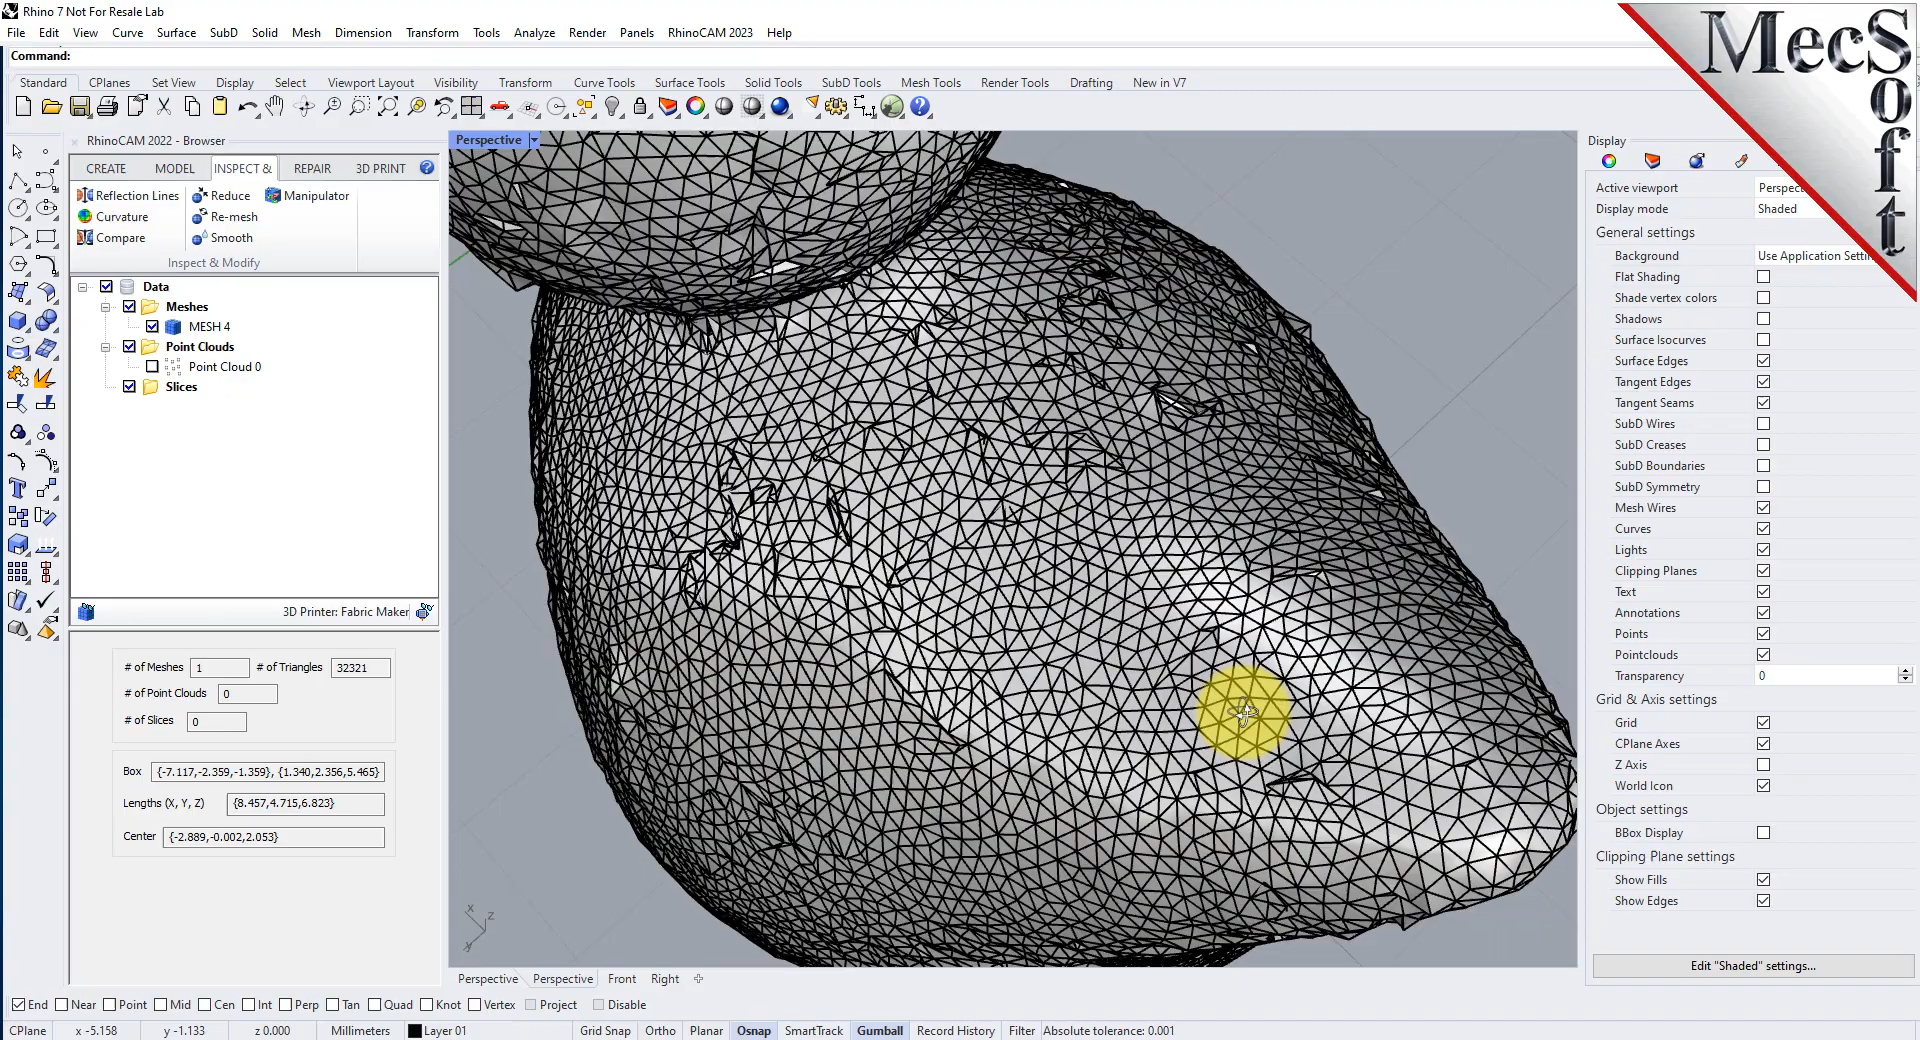 Rhino 7 Not For Resale Lab
File Edit View Curve Surface SubD Solid Mesh Dimension Transform Tools Analyze Render Panels RhinoCAM 2023 Help
Command:
Standard CPlanes Set View Display Select Viewport Layout Visibility Transform Curve Tools Surface Tools Solid Tools SubD Tools Mesh Tools Render Tools Drafting New in V7
MecSoft
RhinoCAM 2022 - Browser
CREATE MODEL INSPECT & REPAIR 3D PRINT
Reflection Lines Reduce Manipulator
Curvature Re-mesh
Compare Smooth
Inspect & Modify
Data
Meshes
MESH 4
Point Clouds
Point Cloud 0
Slices
3D Printer: Fabric Maker
# of Meshes 1 # of Triangles 32321
# of Point Clouds 0
# of Slices 0
Box {-7.117,-2.359,-1.359}, {1.340,2.356,5.465}
Lengths (X, Y, Z) {8.457,4.715,6.823}
Center {-2.889,-0.002,2.053}
Perspective
x z
y
Perspective Perspective Front Right
Display
Active viewport Perspec
Display mode Shaded
General settings
Background Use Application Settin
Flat Shading
Shade vertex colors
Shadows
Surface Isocurves
Surface Edges
Tangent Edges
Tangent Seams
SubD Wires
SubD Creases
SubD Boundaries
SubD Symmetry
Mesh Wires
Curves
Lights
Clipping Planes
Text
Annotations
Points
Pointclouds
Transparency 0
Grid & Axis settings
Grid
CPlane Axes
Z Axis
World Icon
Object settings
BBox Display
Clipping Plane settings
Show Fills
Show Edges
Edit "Shaded" settings...
End Near Point Mid Cen Int Perp Tan Quad Knot Vertex Project Disable
CPlane x -5.158 y -1.133 z 0.000 Millimeters Layer 01 Grid Snap Ortho Planar Osnap SmartTrack Gumball Record History Filter Absolute tolerance: 0.001